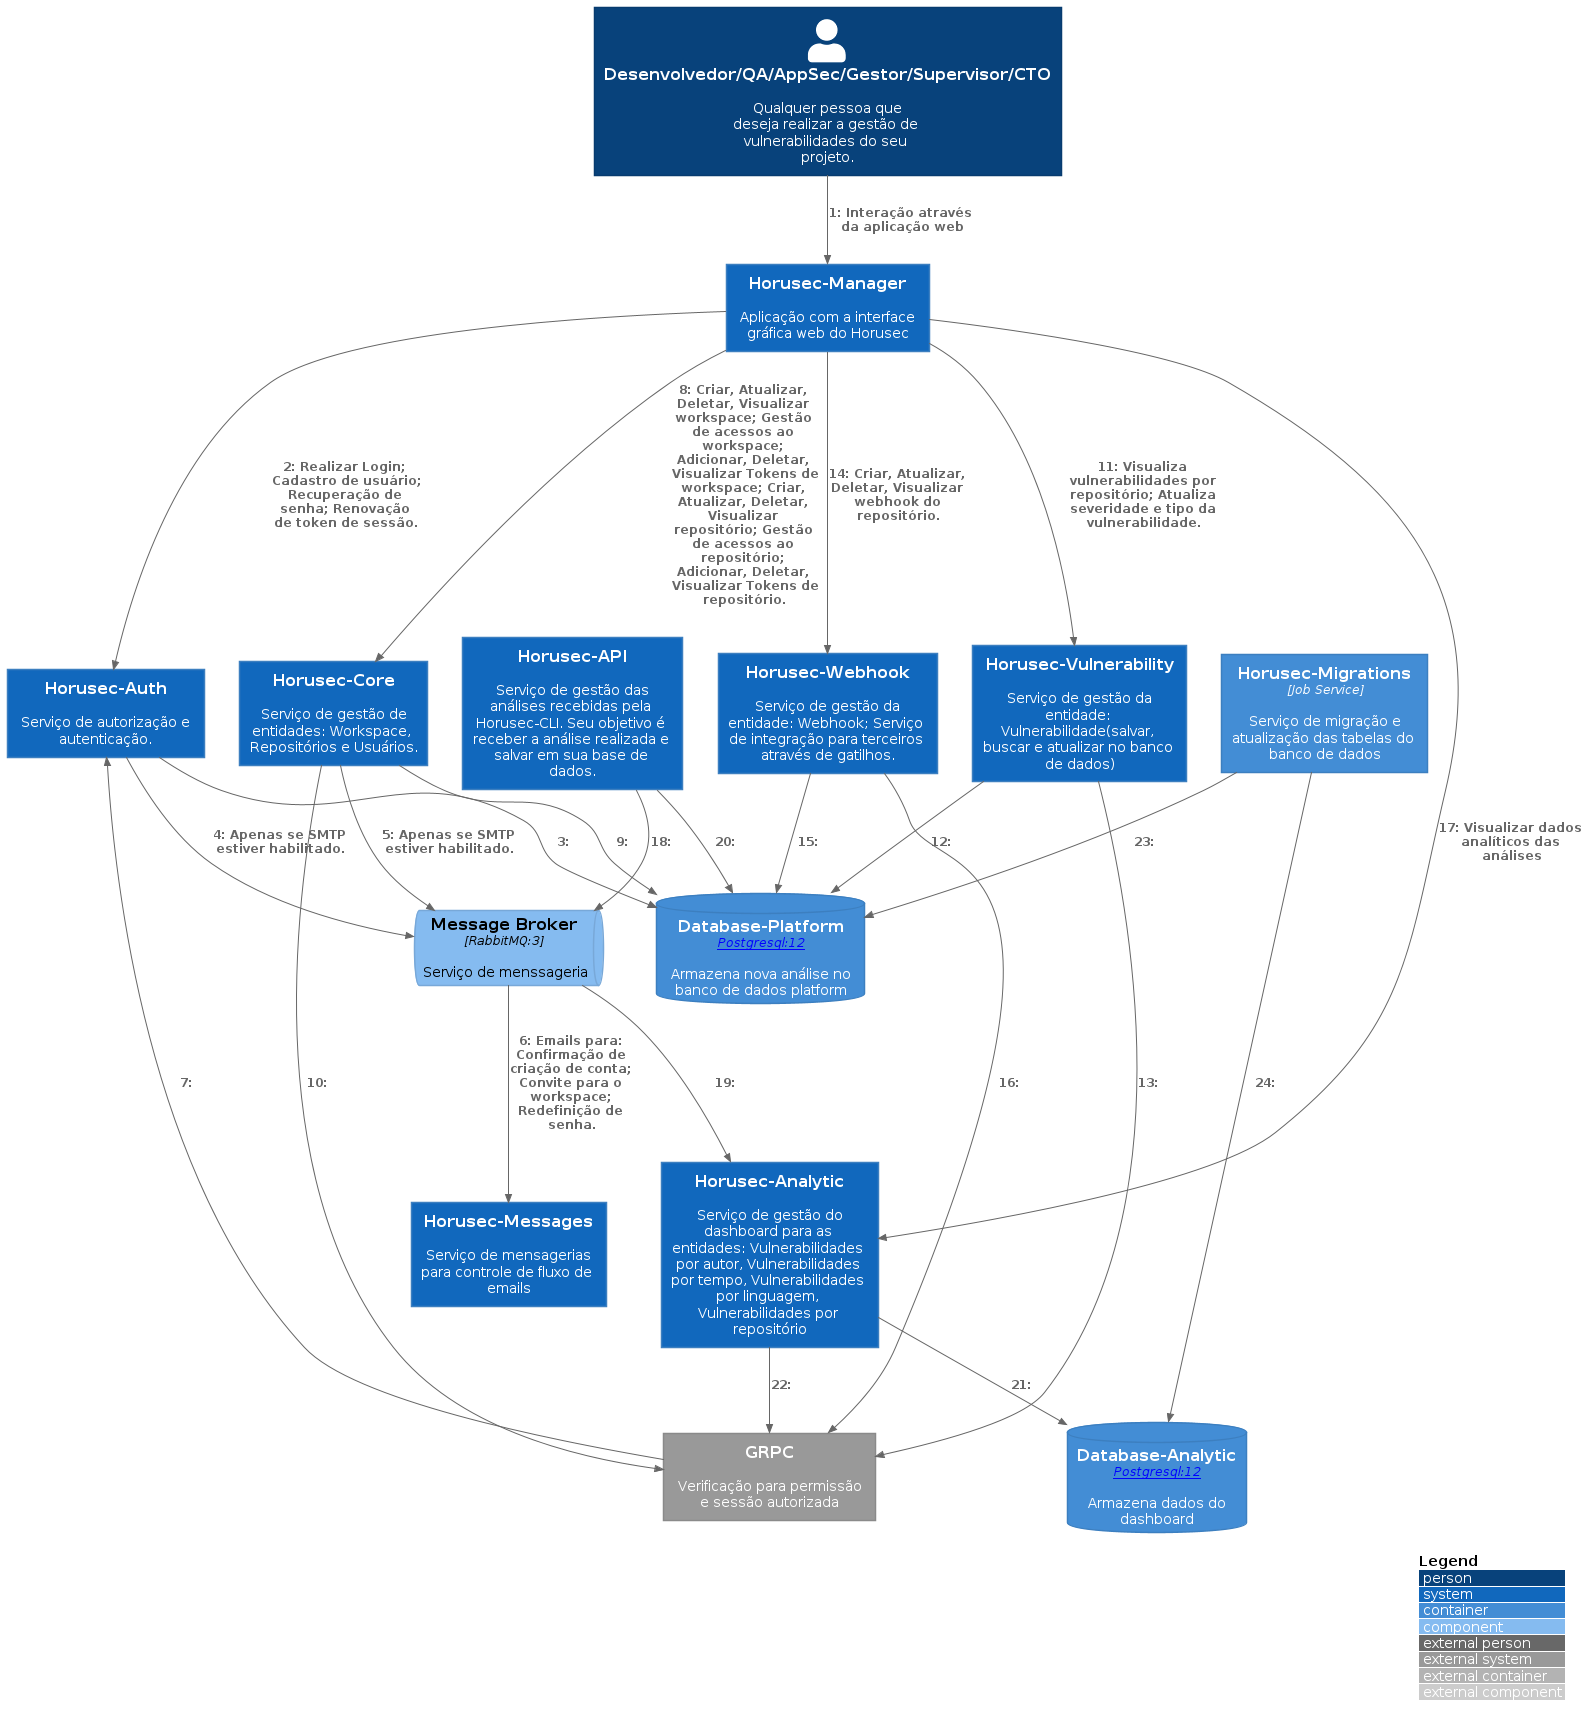 Desenvolvedor/QA/AppSec/Gestor/Supervisor/CTO
Qualquer pessoa que
deseja realizar a gestão de
vulnerabilidades do seu
projeto.
1: Interação através
da aplicação web
Horusec-Manager
Aplicação com a interface
gráfica web do Horusec
2: Realizar Login;
Cadastro de usuário;
Recuperação de
senha; Renovação
de token de sessão.
8: Criar, Atualizar,
Deletar, Visualizar
workspace; Gestão
de acessos ao
workspace;
Adicionar, Deletar,
Visualizar Tokens de
workspace; Criar,
Atualizar, Deletar,
Visualizar
repositório; Gestão
de acessos ao
repositório;
Adicionar, Deletar,
Visualizar Tokens de
repositório.
14: Criar, Atualizar,
Deletar, Visualizar
webhook do
repositório.
11: Visualiza
vulnerabilidades por
repositório; Atualiza
severidade e tipo da
vulnerabilidade.
Horusec-Auth
Serviço de autorização e
autenticação.
Horusec-Core
Serviço de gestão de
entidades: Workspace,
Repositórios e Usuários.
Horusec-API
Serviço de gestão das
análises recebidas pela
Horusec-CLI. Seu objetivo é
receber a análise realizada e
salvar em sua base de
dados.
Horusec-Webhook
Serviço de gestão da
entidade: Webhook; Serviço
de integração para terceiros
através de gatilhos.
Horusec-Vulnerability
Serviço de gestão da
entidade:
Vulnerabilidade(salvar,
buscar e atualizar no banco
de dados)
Horusec-Migrations
[Job Service]
Serviço de migração e
atualização das tabelas do
banco de dados
17: Visualizar dados
analíticos das
análises
4: Apenas se SMTP
estiver habilitado.
5: Apenas se SMTP
estiver habilitado.
3:
9:
18:
20:
15:
12:
23:
Message Broker
[RabbitMQ:3]
Serviço de menssageria
Database-Platform
Postgresql:12
Armazena nova análise no
banco de dados platform
7:
10:
6: Emails para:
Confirmação de
criação de conta;
Convite para o
workspace;
Redefinição de
senha.
19:
16:
13:
24:
Horusec-Messages
Serviço de mensagerias
para controle de fluxo de
emails
Horusec-Analytic
Serviço de gestão do
dashboard para as
entidades: Vulnerabilidades
por autor, Vulnerabilidades
por tempo, Vulnerabilidades
por linguagem,
Vulnerabilidades por
repositório
22:
21:
GRPC
Verificação para permissão
e sessão autorizada
Database-Analytic
Postgresql:12
Armazena dados do
dashboard
Legend
person
system
container
component
external person
external system
external container
external component